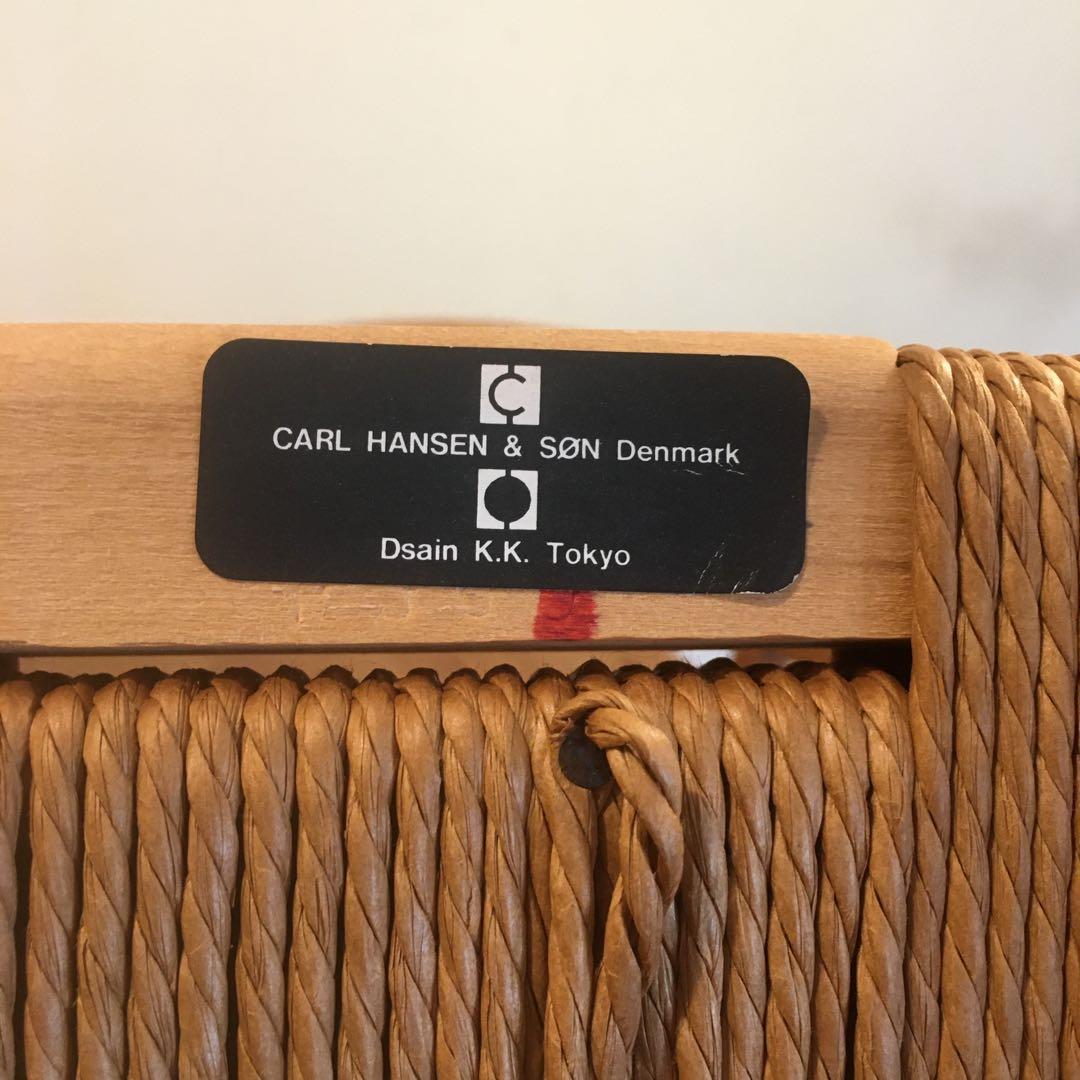 C
CARL HANSEN & SØN Denmark
Dsain K.K. Tokyo